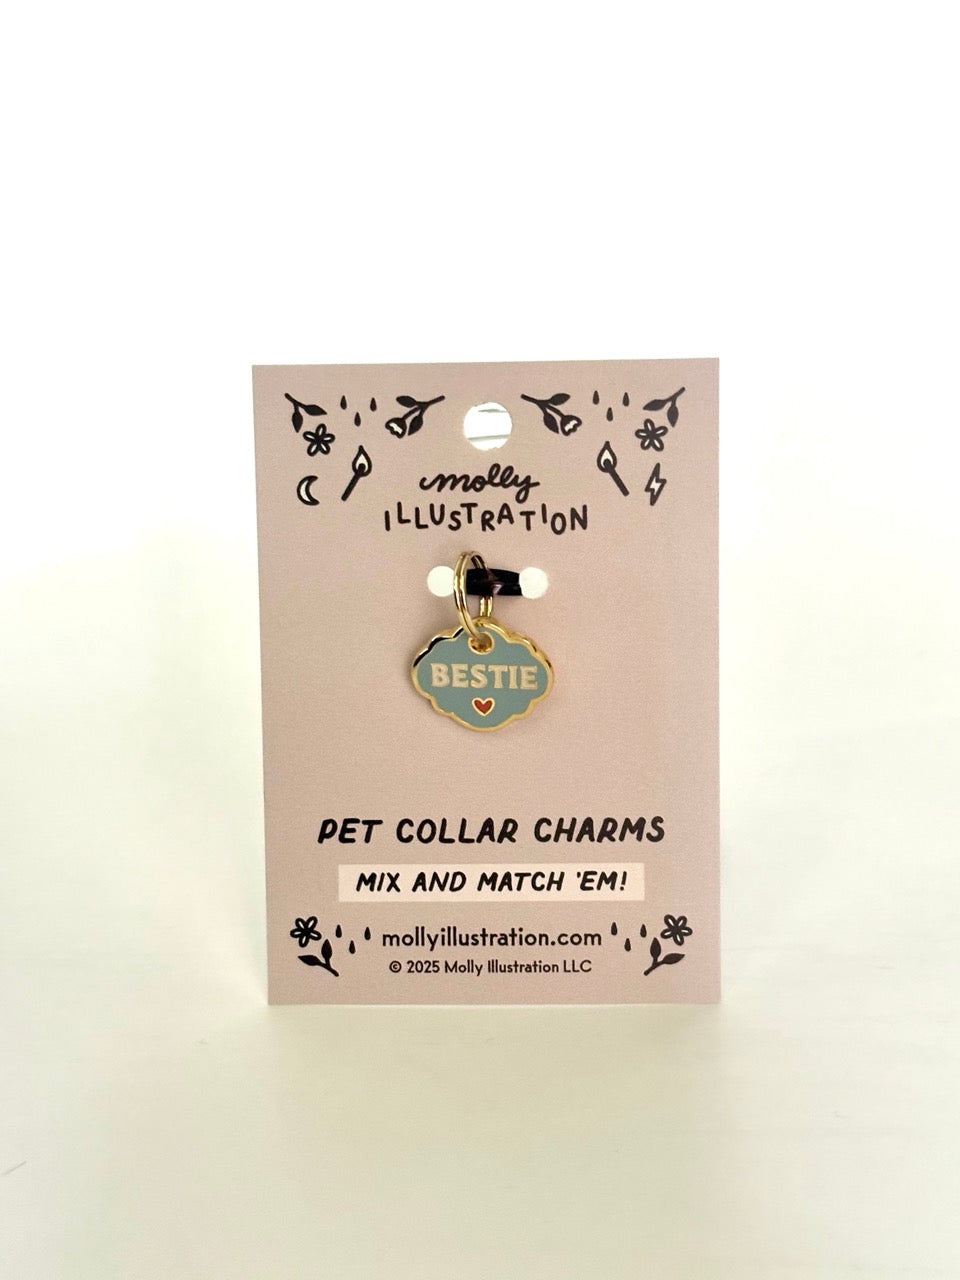 molly
ILLUSTRATION
BESTIE
PET COLLAR CHARMS
MIX AND MATCH 'EM!
mollyillustration.com
© 2025 Molly Illustration LLC